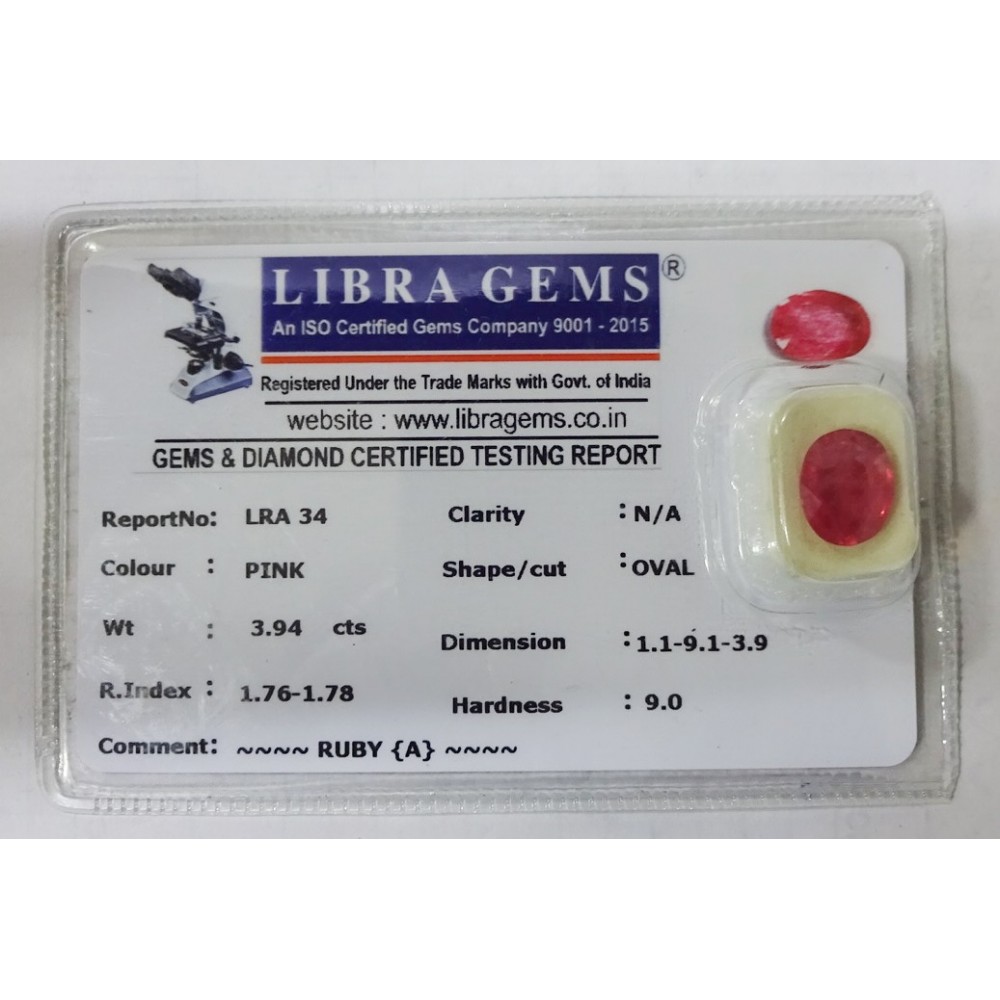 LIBRA GEMS ®
An ISO Certified Gems Company 9001 - 2015
Registered Under the Trade Marks with Govt. of India
website : www.libragems.co.in
GEMS & DIAMOND CERTIFIED TESTING REPORT
ReportNo: LRA 34 Clarity : N/A
Colour : PINK Shape/cut : OVAL
Wt : 3.94 cts Dimension : 1.1-9.1-3.9
R.Index : 1.76-1.78 Hardness : 9.0
Comment: ~~~~ RUBY {A} ~~~~